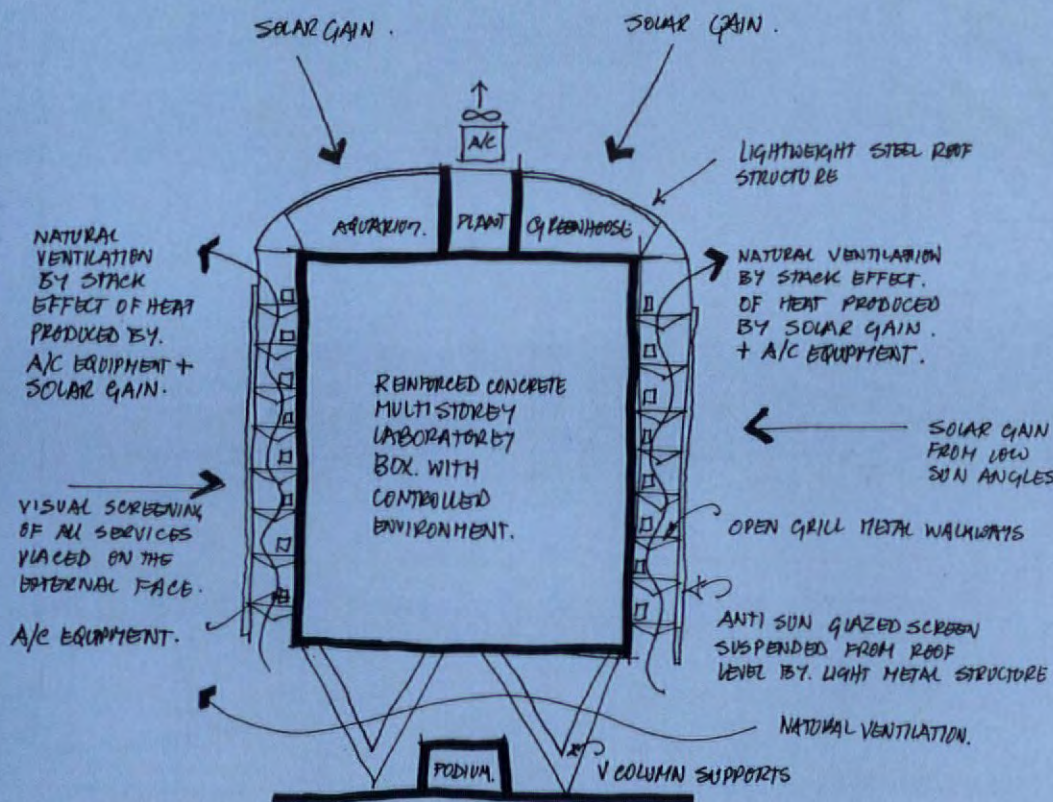 SOLAR GAIN.
SOLAR GAIN.
A/C
LIGHTWEIGHT STEEL ROOF
STRUCTURE
AQUARIUM.
PLANT
GREENHOUSE
NATURAL
VENTILATION
BY STACK
EFFECT OF HEAT
PRODUCED BY.
A/C EQUIPMENT +
SOLAR GAIN.
NATURAL VENTILATION
BY STACK EFFECT.
OF HEAT PRODUCED
BY SOLAR GAIN.
+ A/C EQUPMENT.
REINFORCED CONCRETE
MULTI STOREY
LABORATOREY
BOX. WITH
CONTROLLED
ENVIRONMENT.
SOLAR GAIN
FROM LOW
SUN ANGLES
VISUAL SCREENING
OF ALL SERVICES
PLACED ON THE
EXTERNAL FACE.
OPEN GRILL METAL WALKWAYS
A/C EQUIPMENT.
ANTI SUN GLAZED SCREEN
SUSPENDED FROM ROOF
LEVEL BY. LIGHT METAL STRUCTURE
NATURAL VENTILATION.
PODIUM.
V COLUMN SUPPORTS